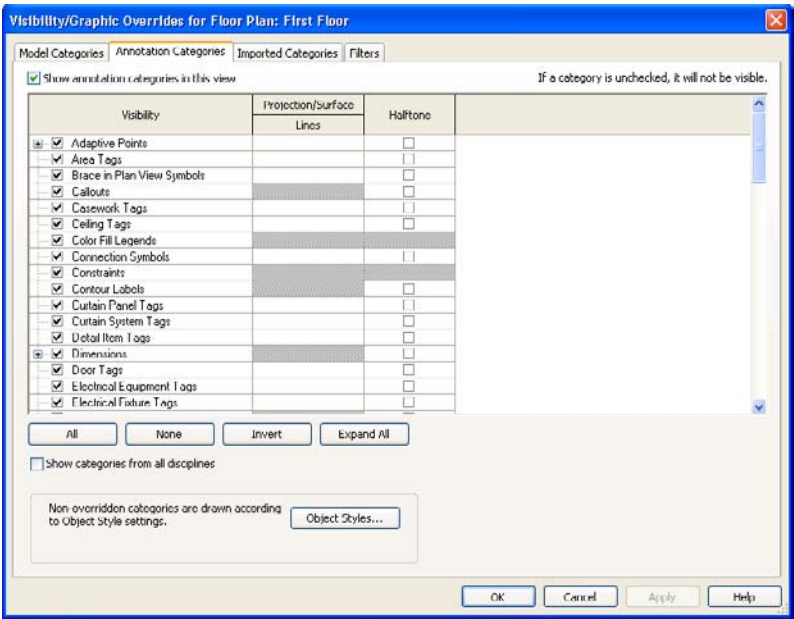 Visibility/Graphic Overrides for Floor Plan: First Floor
Model Categories Annotation Categories Imported Categories Filters
Show annotation categories in this view If a category is unchecked, it will not be visible.
Visibility Projection/Surface Halftone
Lines
Adaptive Points
Area Tags
Brace in Plan View Symbols
Callouts
Casework Tags
Ceiling Tags
Color Fill Legends
Connection Symbols
Constraints
Contour Labels
Curtain Panel Tags
Curtain System Tags
Detail Item Tags
Dimensions
Door Tags
Electrical Equipment Tags
Electrical Fixture Tags
All None Invert Expand All
Show categories from all disciplines
Non-overridden categories are drawn according
to Object Style settings.
Object Styles...
OK Cancel Apply Help